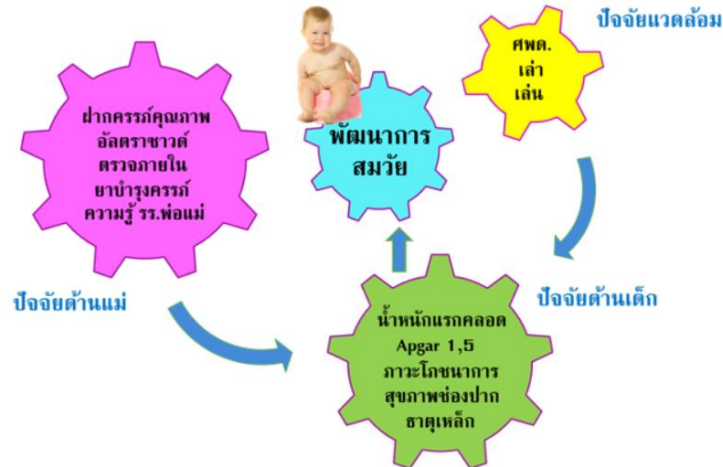 ปัจจัยแวดล้อม
ศพด.
เล่า
เล่น
ฝากครรภ์คุณภาพ
อัลตราซาวด์
ตรวจภายใน
ยาบำรุงครรภ์
ความรู้ รร.พ่อแม่
พัฒนาการ
สมวัย
ปัจจัยด้านแม่
ปัจจัยด้านเด็ก
น้ำหนักแรกคลอด
Apgar 1,5
ภาวะโภชนาการ
สุขภาพช่องปาก
ธาตุเหล็ก